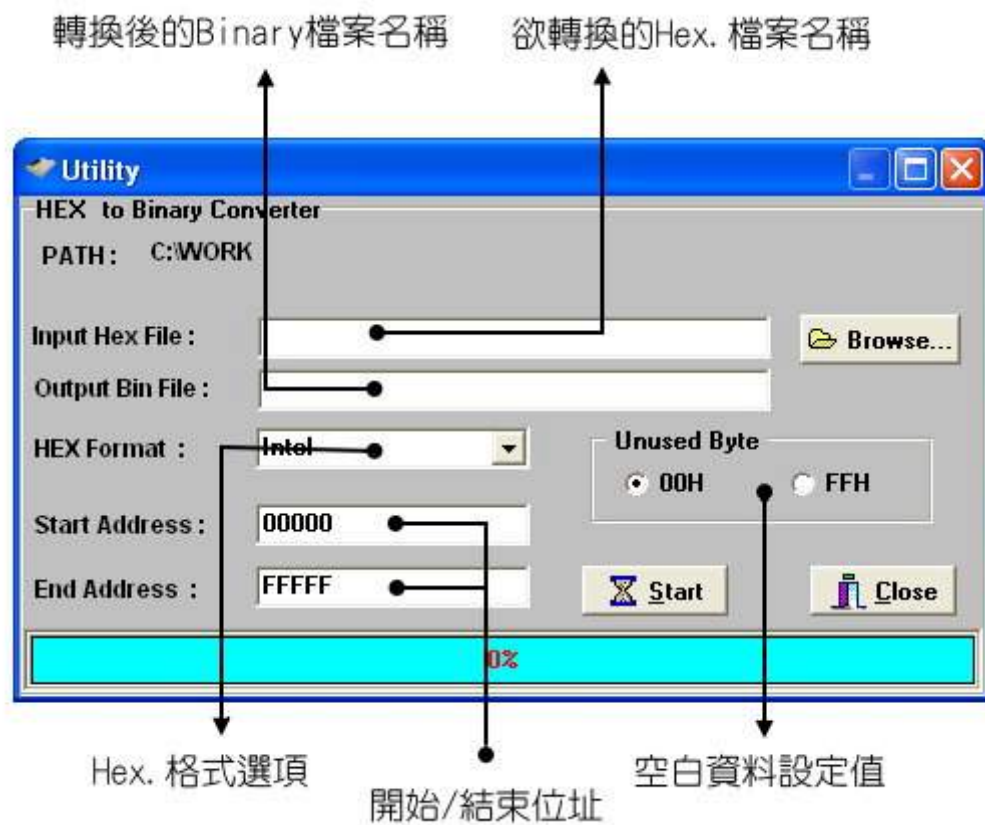 轉換後的Binary檔案名稱
欲轉換的Hex. 檔案名稱
Utility
HEX to Binary Converter
PATH : C:\WORK
Input Hex File :
Browse...
Output Bin File :
HEX Format : Intel
Unused Byte
00H FFH
Start Address : 00000
End Address : FFFFF
Start
Close
0%
Hex. 格式選項
開始/結束位址
空白資料設定值